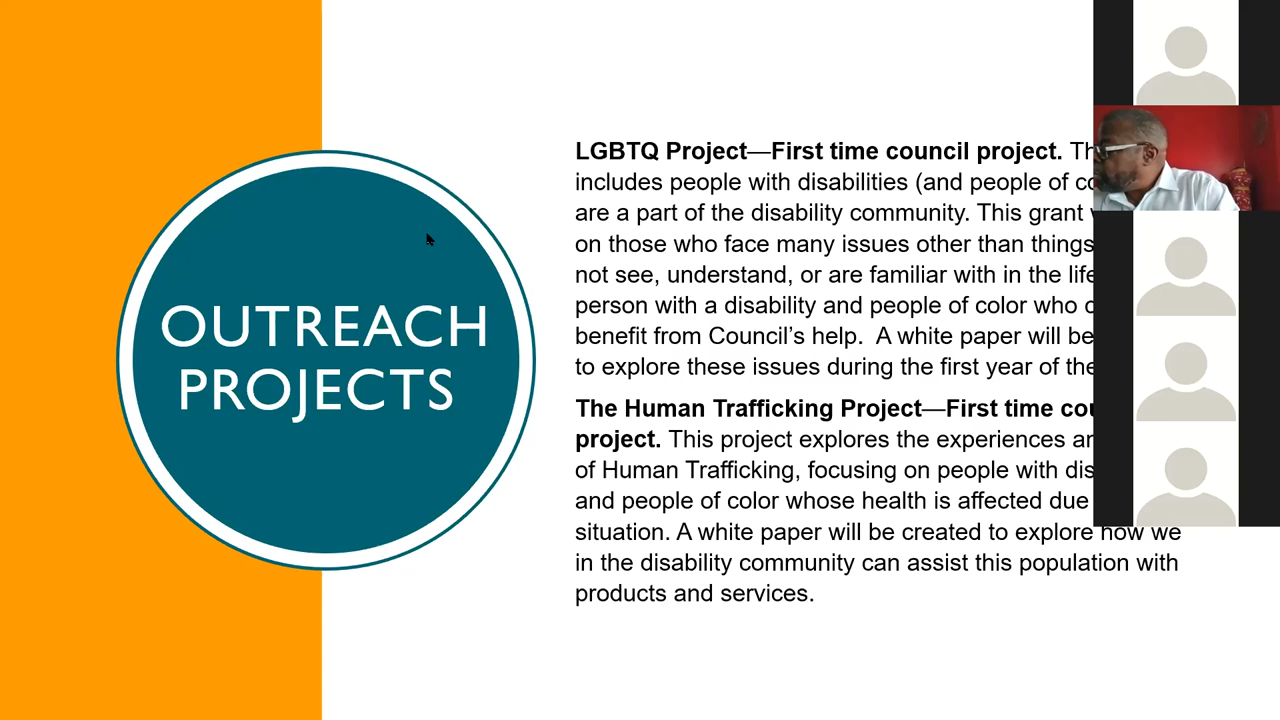 OUTREACH
PROJECTS
LGBTQ Project—First time council project.
includes people with disabilities (and people of
are a part of the disability community. This grant
on those who face many issues other than things
not see, understand, or are familiar with in the
person with a disability and people of color who
benefit from Council’s help. A white paper will be
to explore these issues during the first year of the
The Human Trafficking Project—First time
project. This project explores the experiences
of Human Trafficking, focusing on people with
and people of color whose health is affected due
situation. A white paper will be created to explore how we
in the disability community can assist this population with
products and services.